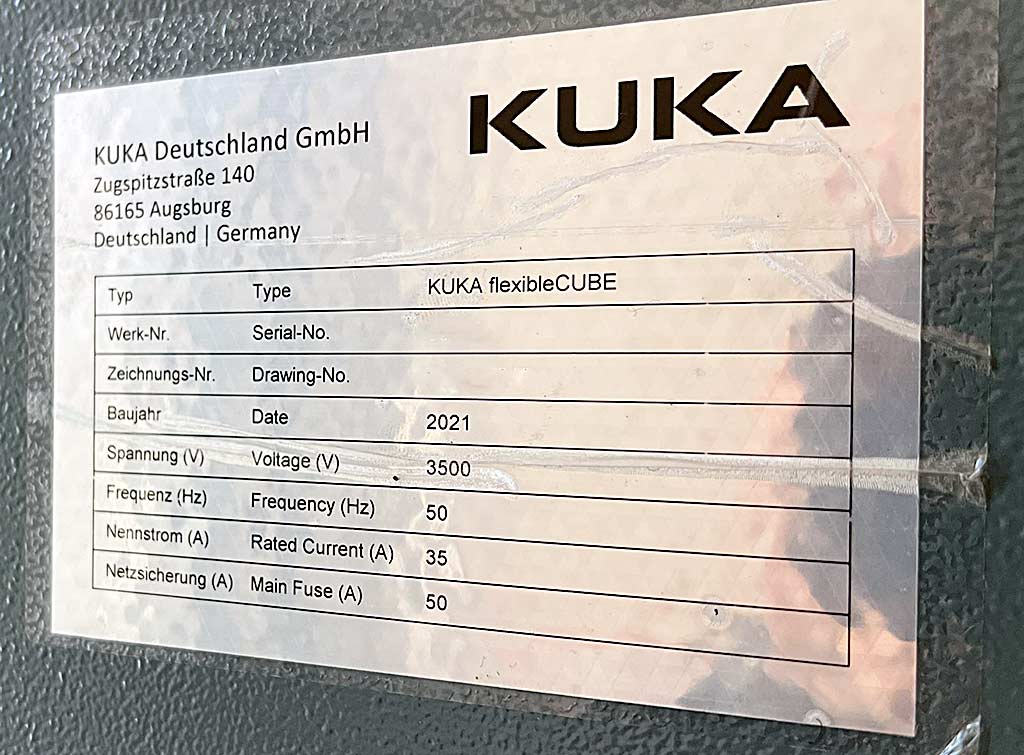 KUKA
KUKA Deutschland GmbH
Zugspitzstraße 140
86165 Augsburg
Deutschland | Germany
Typ Type KUKA flexibleCUBE
Werk-Nr. Serial-No.
Zeichnungs-Nr. Drawing-No.
Baujahr Date 2021
Spannung (V) Voltage (V) 3500
Frequenz (Hz) Frequency (Hz) 50
Nennstrom (A) Rated Current (A) 35
Netzsicherung (A) Main Fuse (A) 50